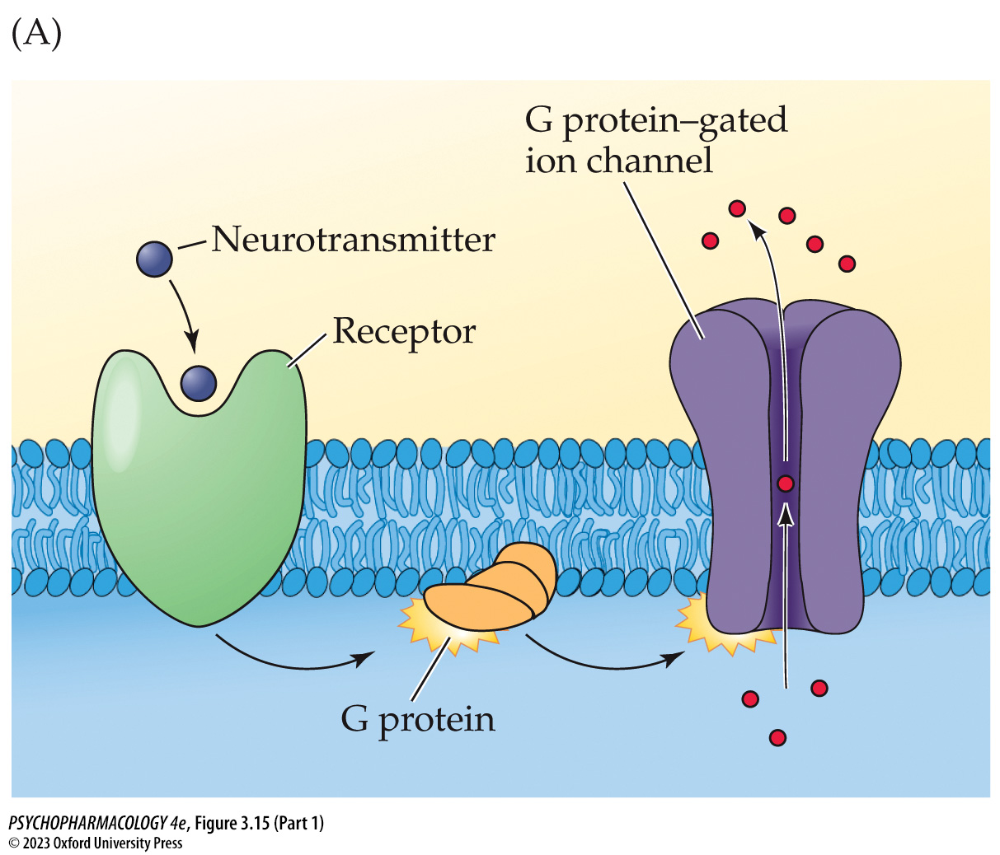 (A)
G protein–gated
ion channel
Neurotransmitter
Receptor
G protein
PSYCHOPHARMACOLOGY 4e, Figure 3.15 (Part 1)
© 2023 Oxford University Press